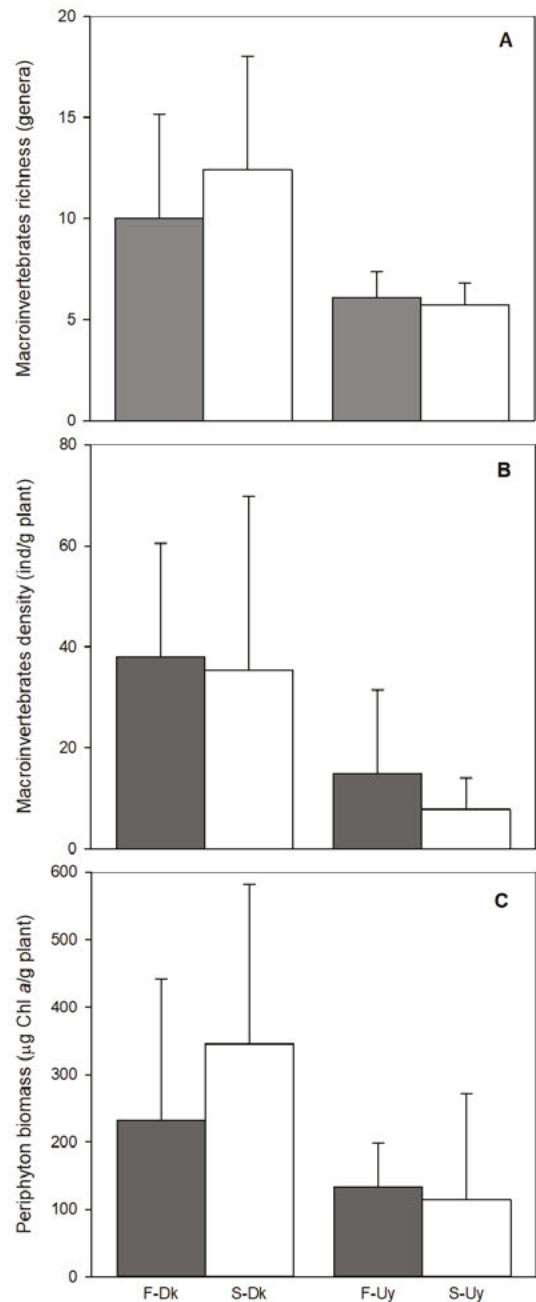 A
Macroinvertebrates richness (genera)
20
15
10
5
0
B
Macroinvertebrates density (ind/g plant)
80
60
40
20
0
C
Periphyton biomass (µg Chl a/g plant)
600
500
400
300
200
100
0
F-Dk S-Dk F-Uy S-Uy